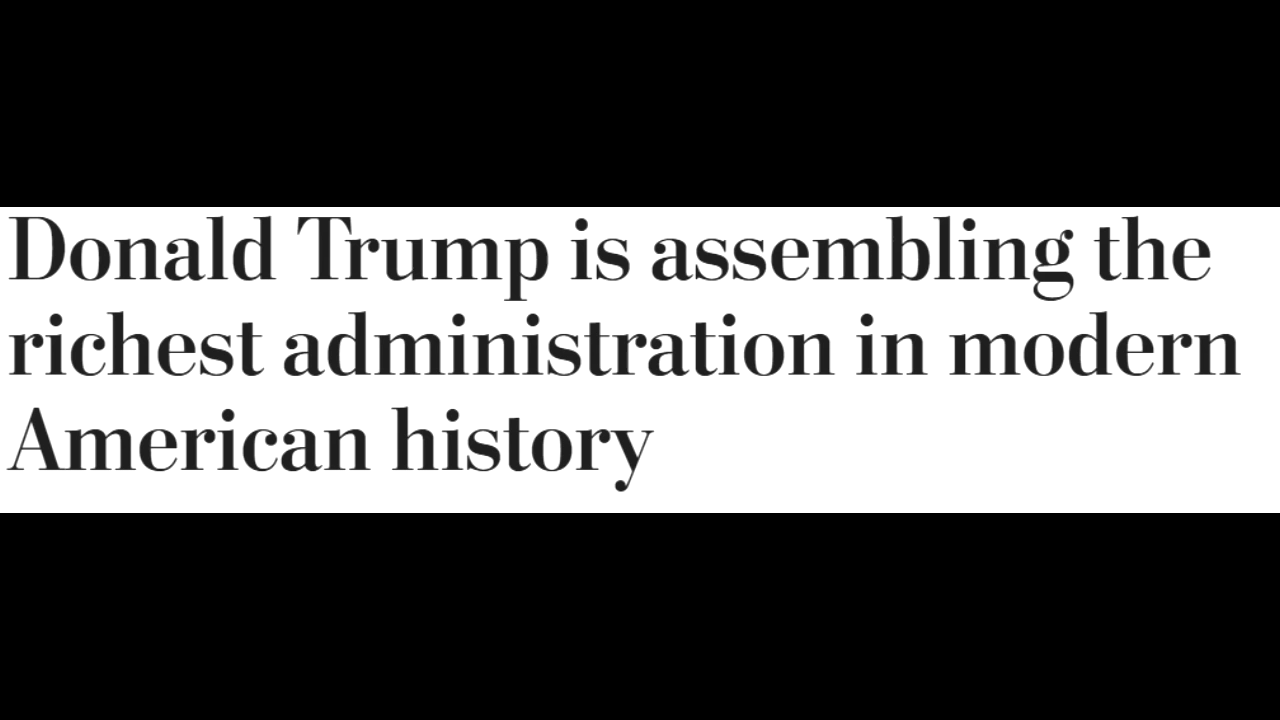 Donald Trump is assembling the
richest administration in modern
American history